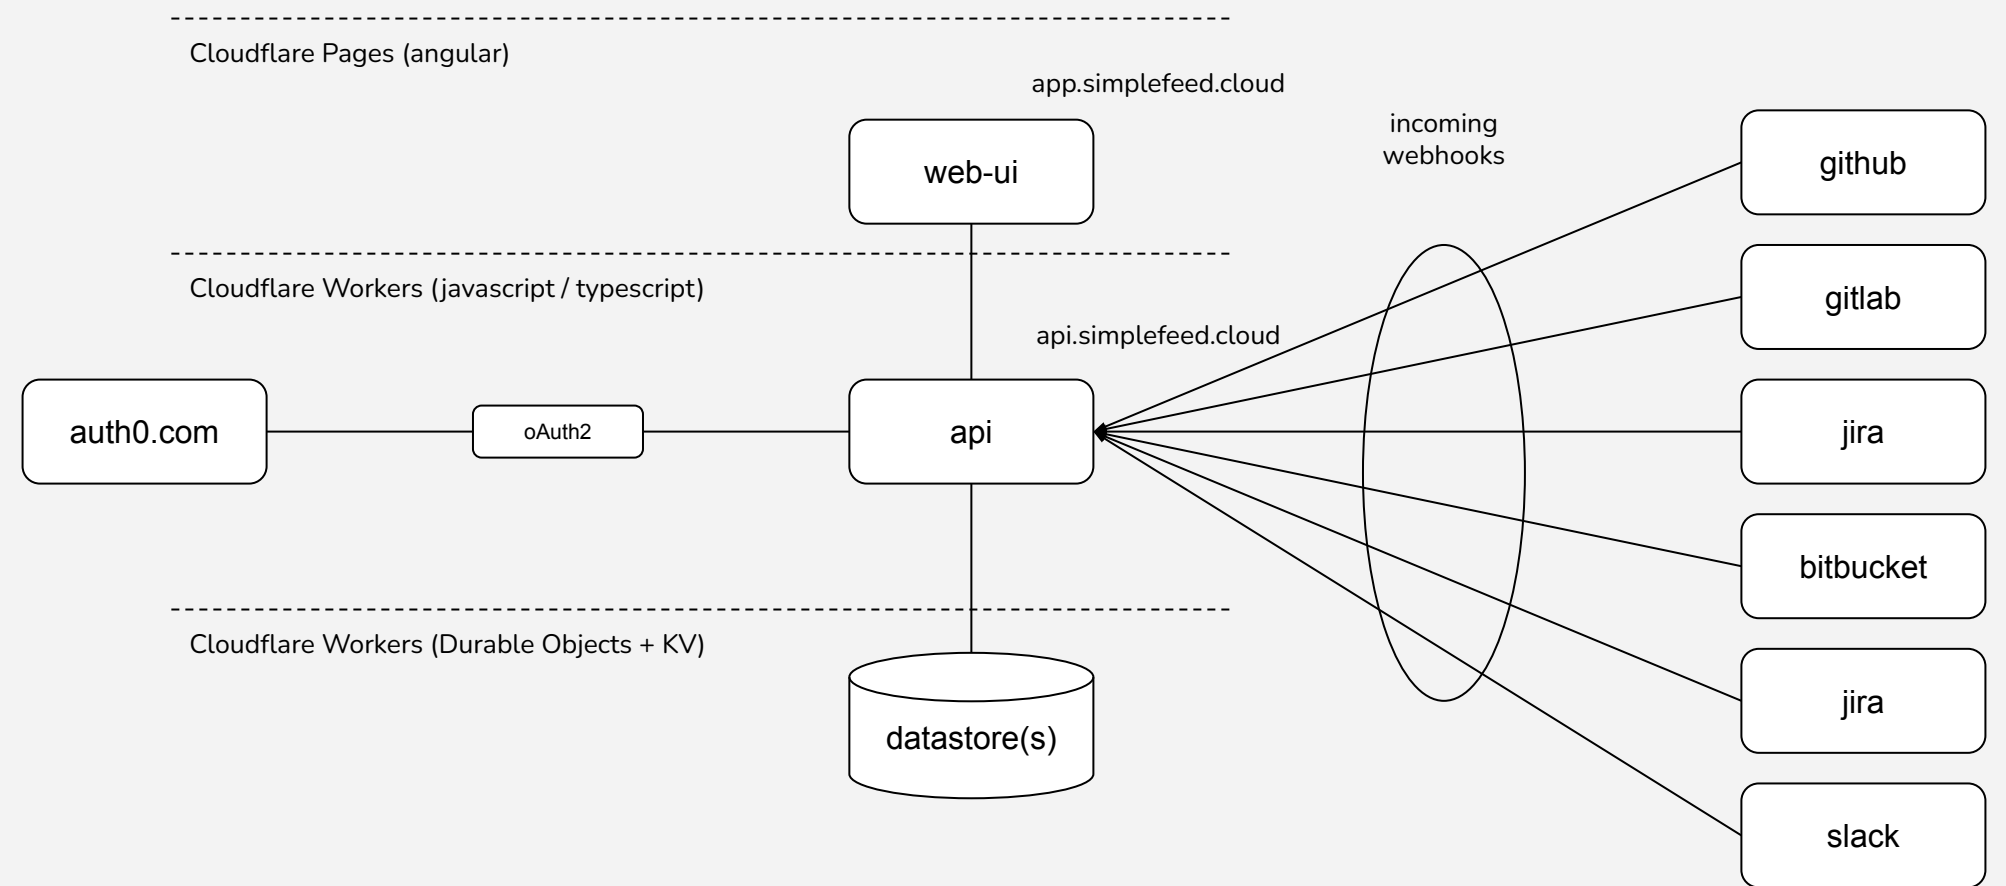 Cloudflare Pages (angular)
app.simplefeed.cloud
incoming
webhooks
web-ui
github
Cloudflare Workers (javascript / typescript)
gitlab
api.simplefeed.cloud
auth0.com
oAuth2
api
jira
bitbucket
Cloudflare Workers (Durable Objects + KV)
datastore(s)
jira
slack